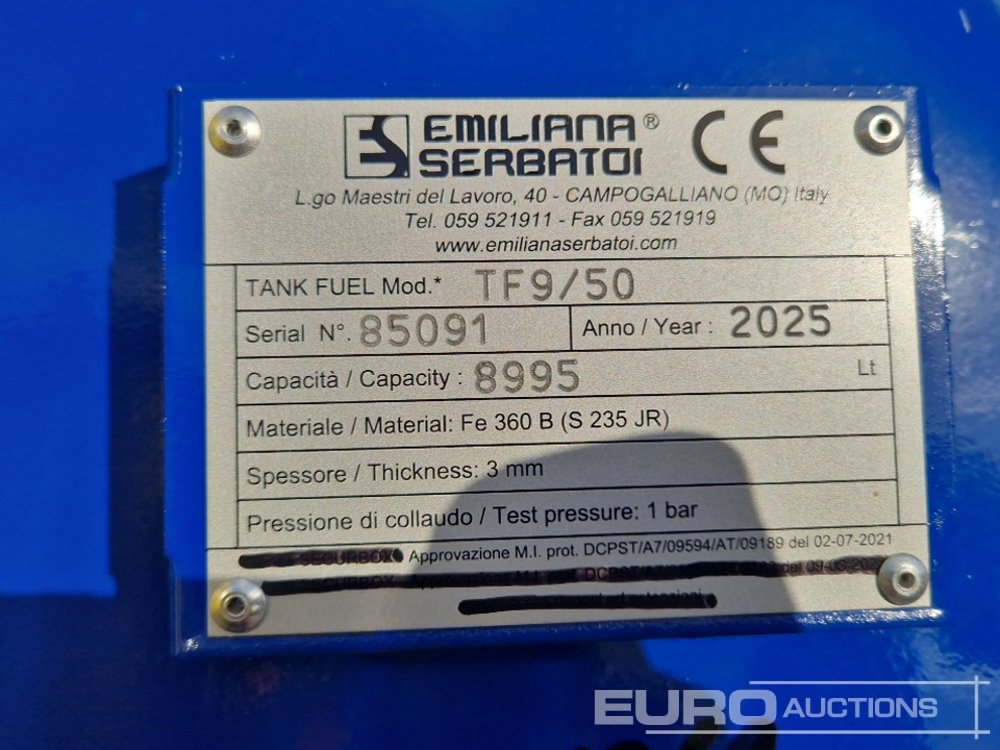 EMILIANA® CE
SERBATOI
L.go Maestri del Lavoro, 40 - CAMPOGALLIANO (MO) Italy
Tel. 059 521911 - Fax 059 521919
www.emilianaserbatoi.com
TANK FUEL Mod.* TF9/50
Serial N°. 85091 Anno / Year : 2025
Capacità / Capacity : 8995 Lt
Materiale / Material: Fe 360 B (S 235 JR)
Spessore / Thickness: 3 mm
Pressione di collaudo / Test pressure: 1 bar
SECURBOX Approvazione M.I. prot. DCPST/A7/09594/AT/09189 del 02-07-2021
EURO AUCTIONS